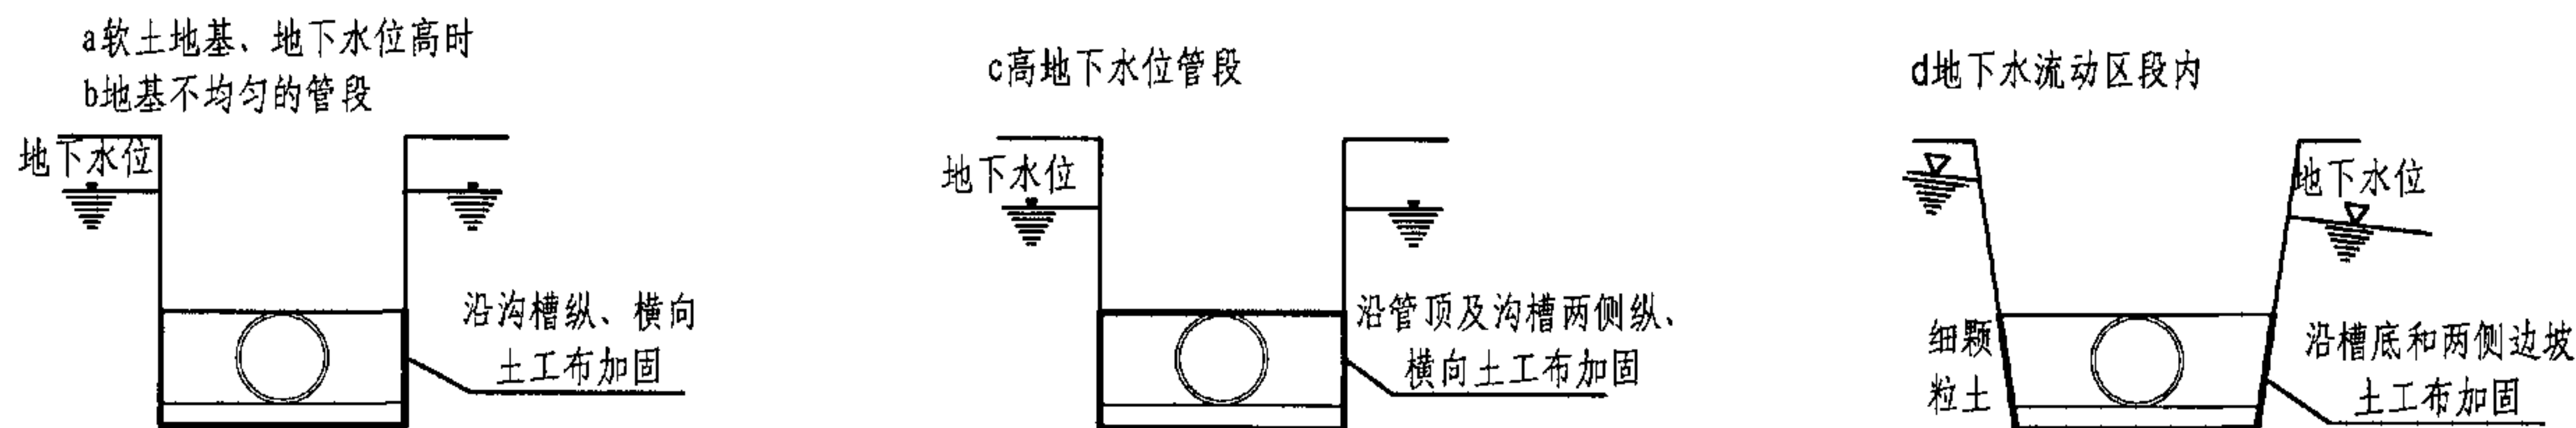 a软土地基、地下水位高时
b地基不均匀的管段
地下水位
沿沟槽纵、横向
土工布加固
c高地下水位管段
地下水位
沿管顶及沟槽两侧纵、
横向土工布加固
d地下水流动区段内
地下水位
细颗
粒土
沿槽底和两侧边坡
土工布加固